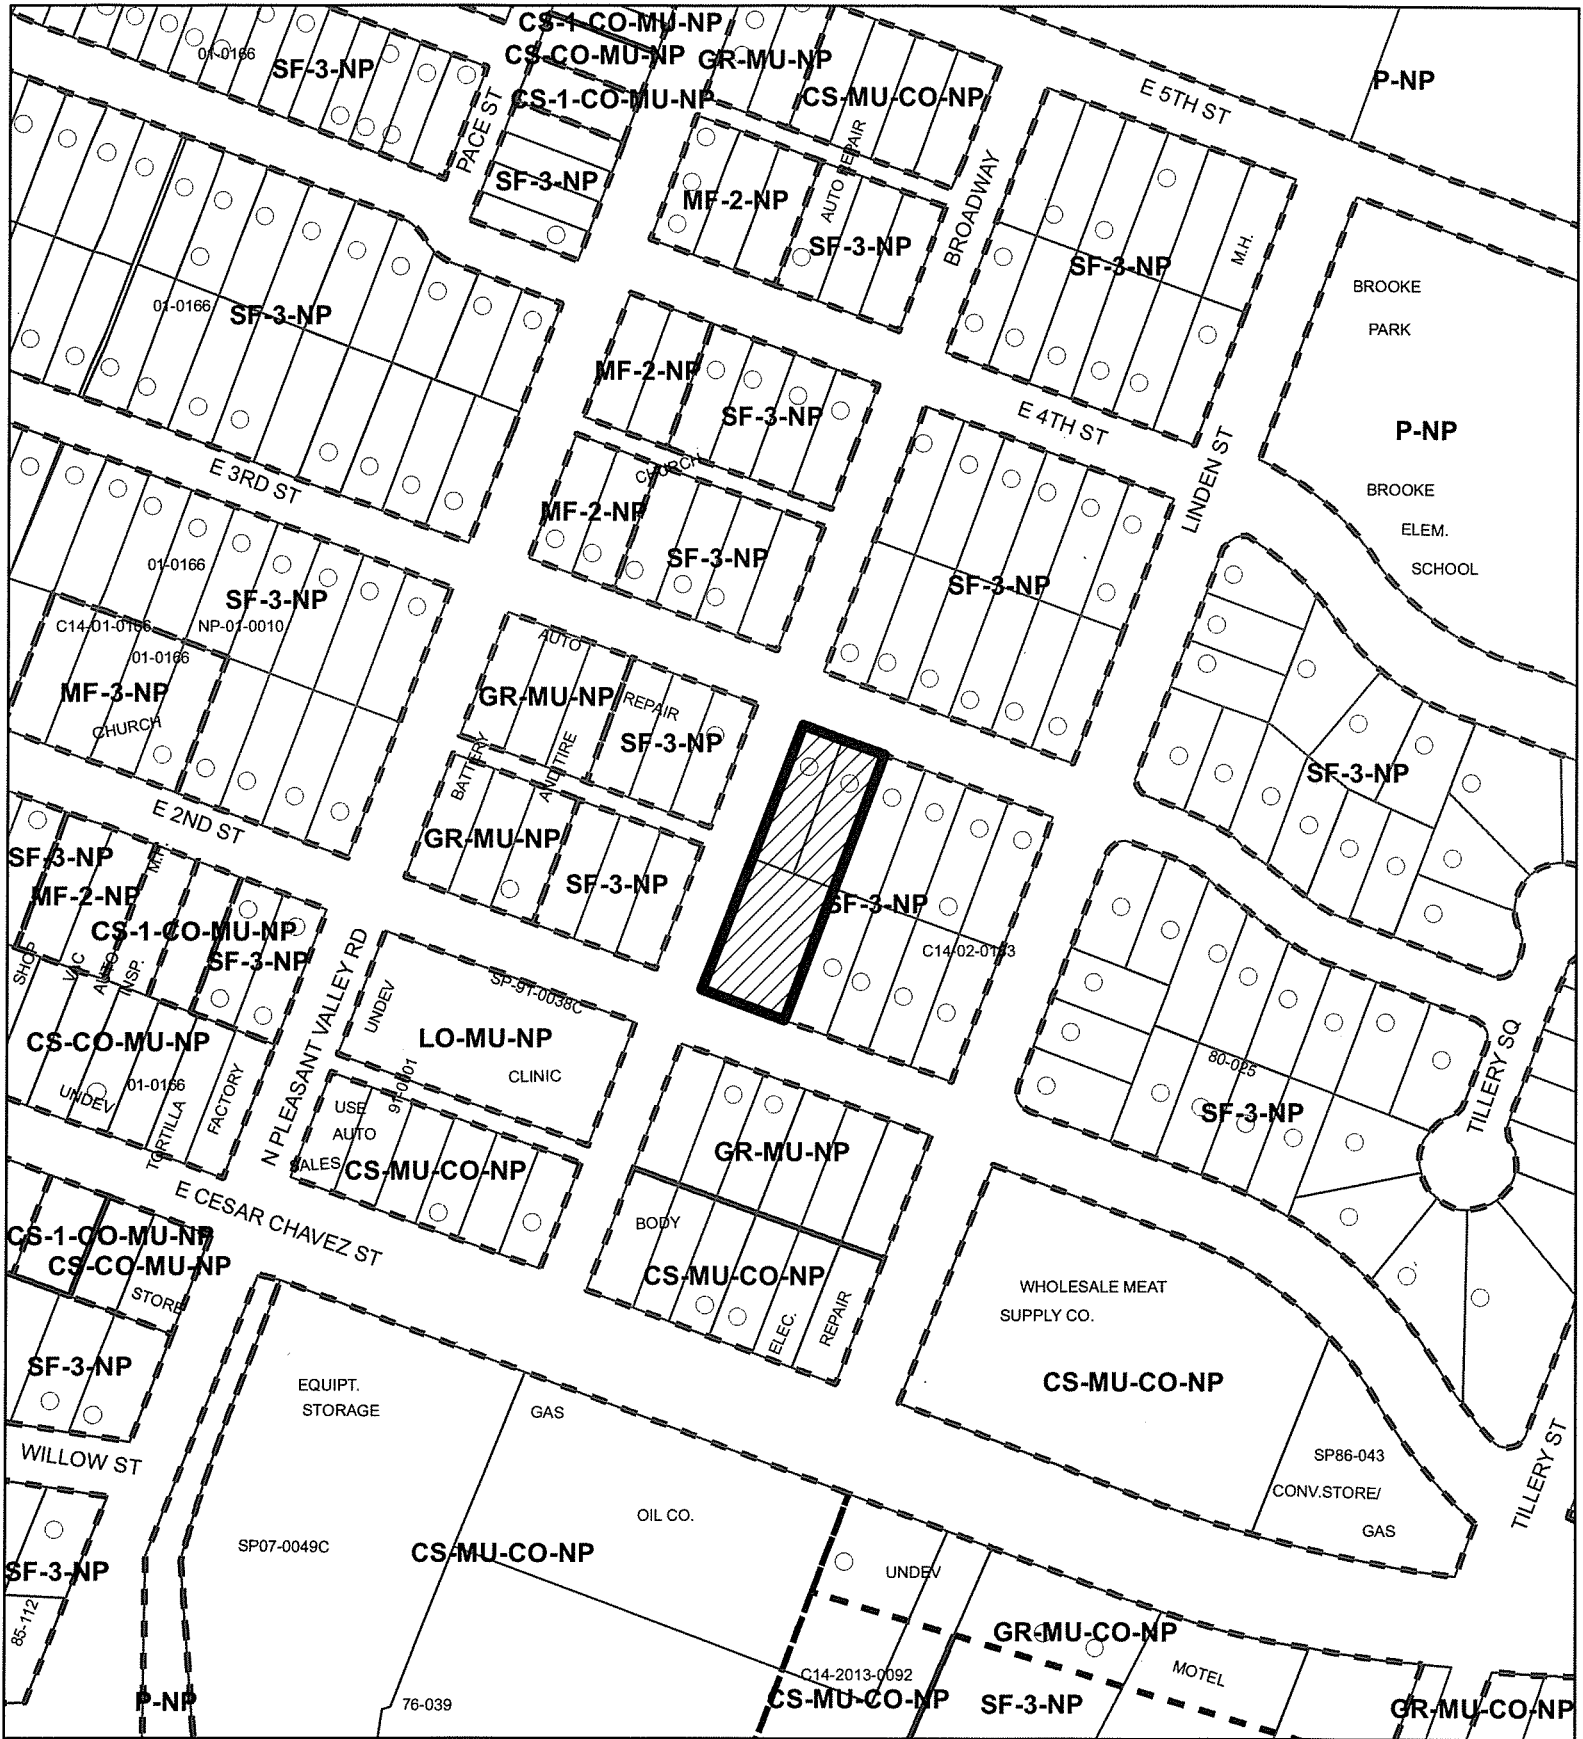 CS-1-CO-MU-NP
01-0166
SF-3-NP
CS-CO-MU-NP
GR-MU-NP
P-NP
CS-1-CO-MU-NP
CS-MU-CO-NP
E 5TH ST
PACE ST
SF-3-NP
MF-2-NP
AUTO REPAIR
SF-3-NP
BROADWAY
SF-3-NP
M.H.
BROOKE
PARK
01-0166
SF-3-NP
MF-2-NP
SF-3-NP
E 4TH ST
P-NP
LINDEN ST
E 3RD ST
CHURCH
MF-2-NP
SF-3-NP
BROOKE
ELEM.
SCHOOL
01-0166
SF-3-NP
SF-3-NP
C14-01-0166
NP-01-0010
01-0166
MF-3-NP
CHURCH
AUTO
GR-MU-NP
REPAIR
SF-3-NP
BATTERY
AND TIRE
SF-3-NP
E 2ND ST
GR-MU-NP
SF-3-NP
SF-3-NP
C14-02-0183
SF-3-NP
MF-2-NP
CS-1-CO-MU-NP
SF-3-NP
SHOP
VAC
AUTO
INSP.
N PLEASANT VALLEY RD
UNDEV
SP-91-0038C
LO-MU-NP
CLINIC
91-0001
CS-CO-MU-NP
UNDEV
01-0166
TORTILLA
FACTORY
USE
AUTO
SALES
CS-MU-CO-NP
GR-MU-NP
80-025
SF-3-NP
TILLERY SQ
E CESAR CHAVEZ ST
CS-1-CO-MU-NP
CS-CO-MU-NP
STORE
BODY
CS-MU-CO-NP
ELEC.
REPAIR
WHOLESALE MEAT
SUPPLY CO.
CS-MU-CO-NP
SF-3-NP
EQUIPT.
STORAGE
GAS
WILLOW ST
SP86-043
CONV.STORE/
GAS
TILLERY ST
OIL CO.
SP07-0049C
CS-MU-CO-NP
SF-3-NP
85-112
UNDEV
GR-MU-CO-NP
MOTEL
C14-2013-0092
CS-MU-CO-NP
SF-3-NP
P-NP
76-039
GR-MU-CO-NP